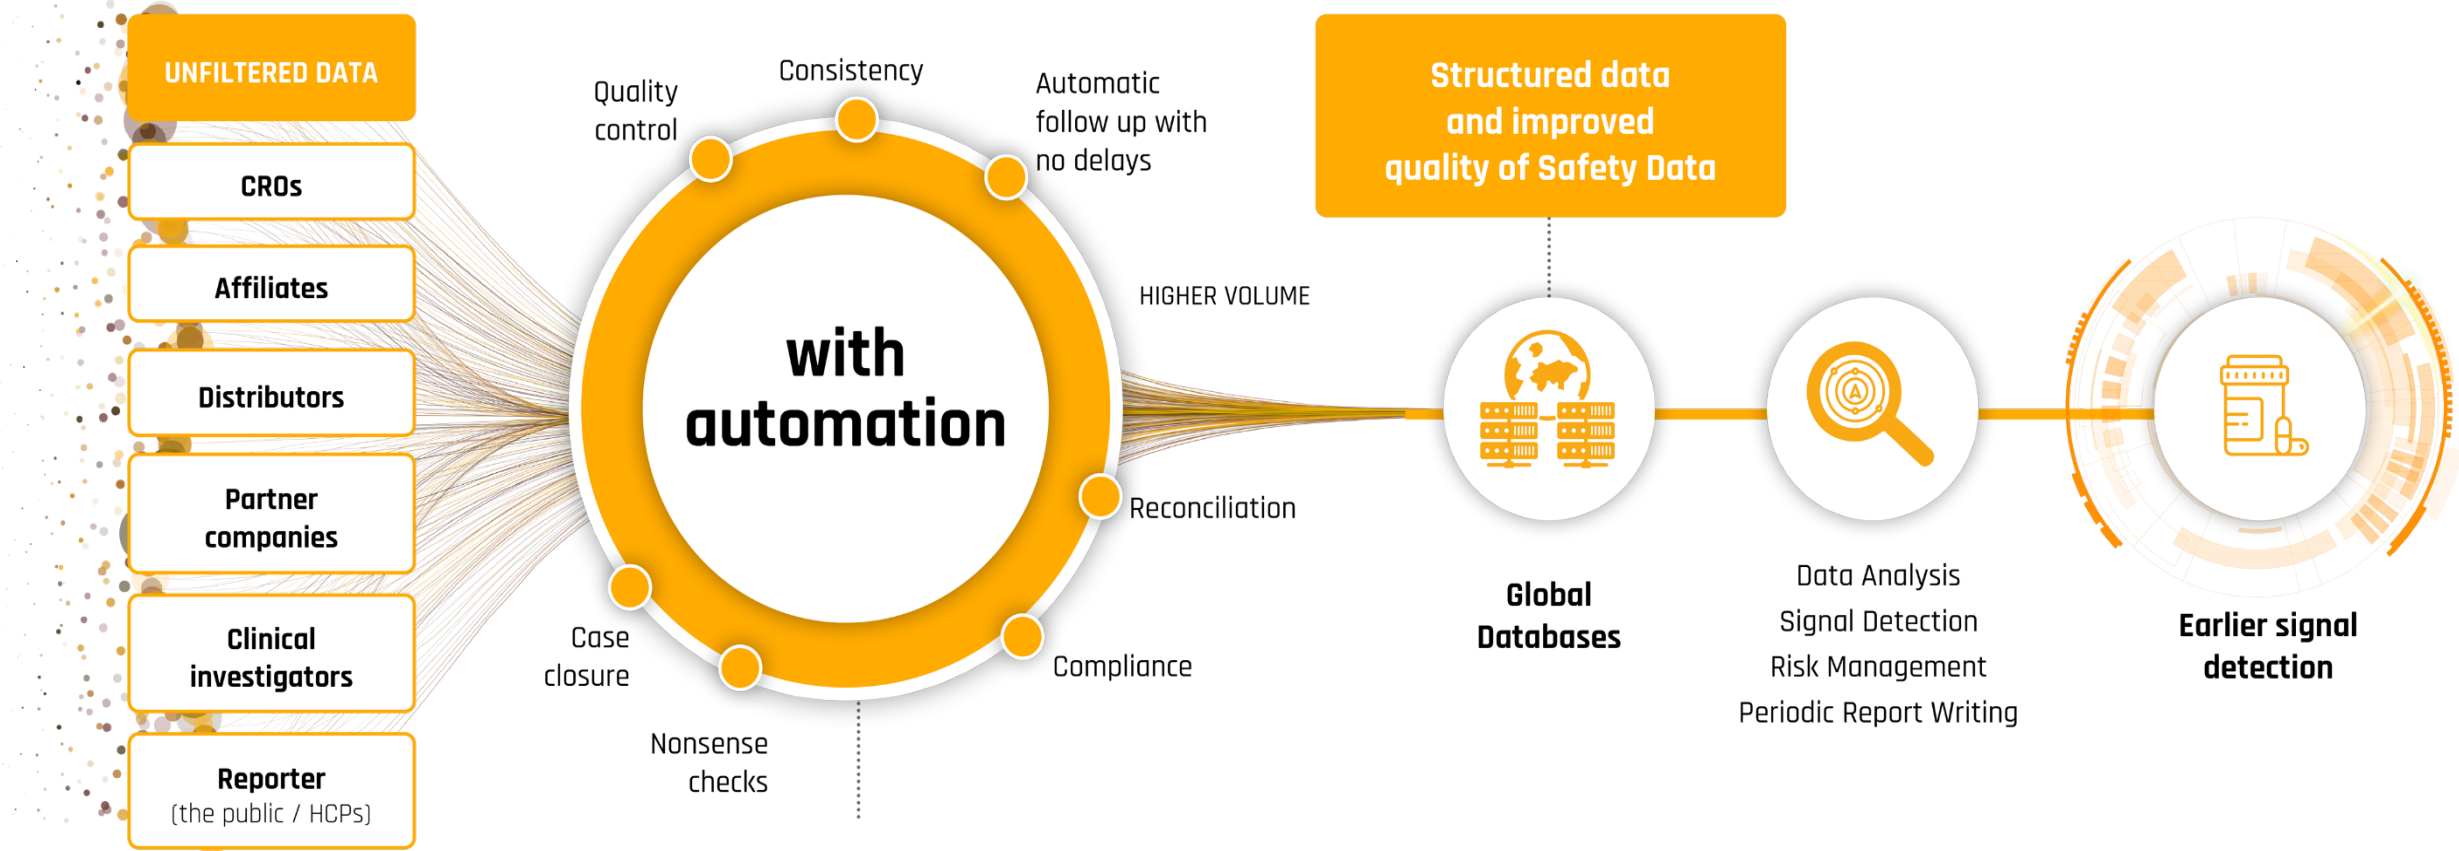 UNFILTERED DATA
CROs
Affiliates
Distributors
Partner
companies
Clinical
investigators
Reporter
(the public / HCPs)
Quality
control
Consistency
Automatic
follow up with
no delays
with
automation
HIGHER VOLUME
Reconciliation
Compliance
Nonsense
checks
Case
closure
Structured data
and improved
quality of Safety Data
Global
Databases
A
Data Analysis
Signal Detection
Risk Management
Periodic Report Writing
Earlier signal
detection